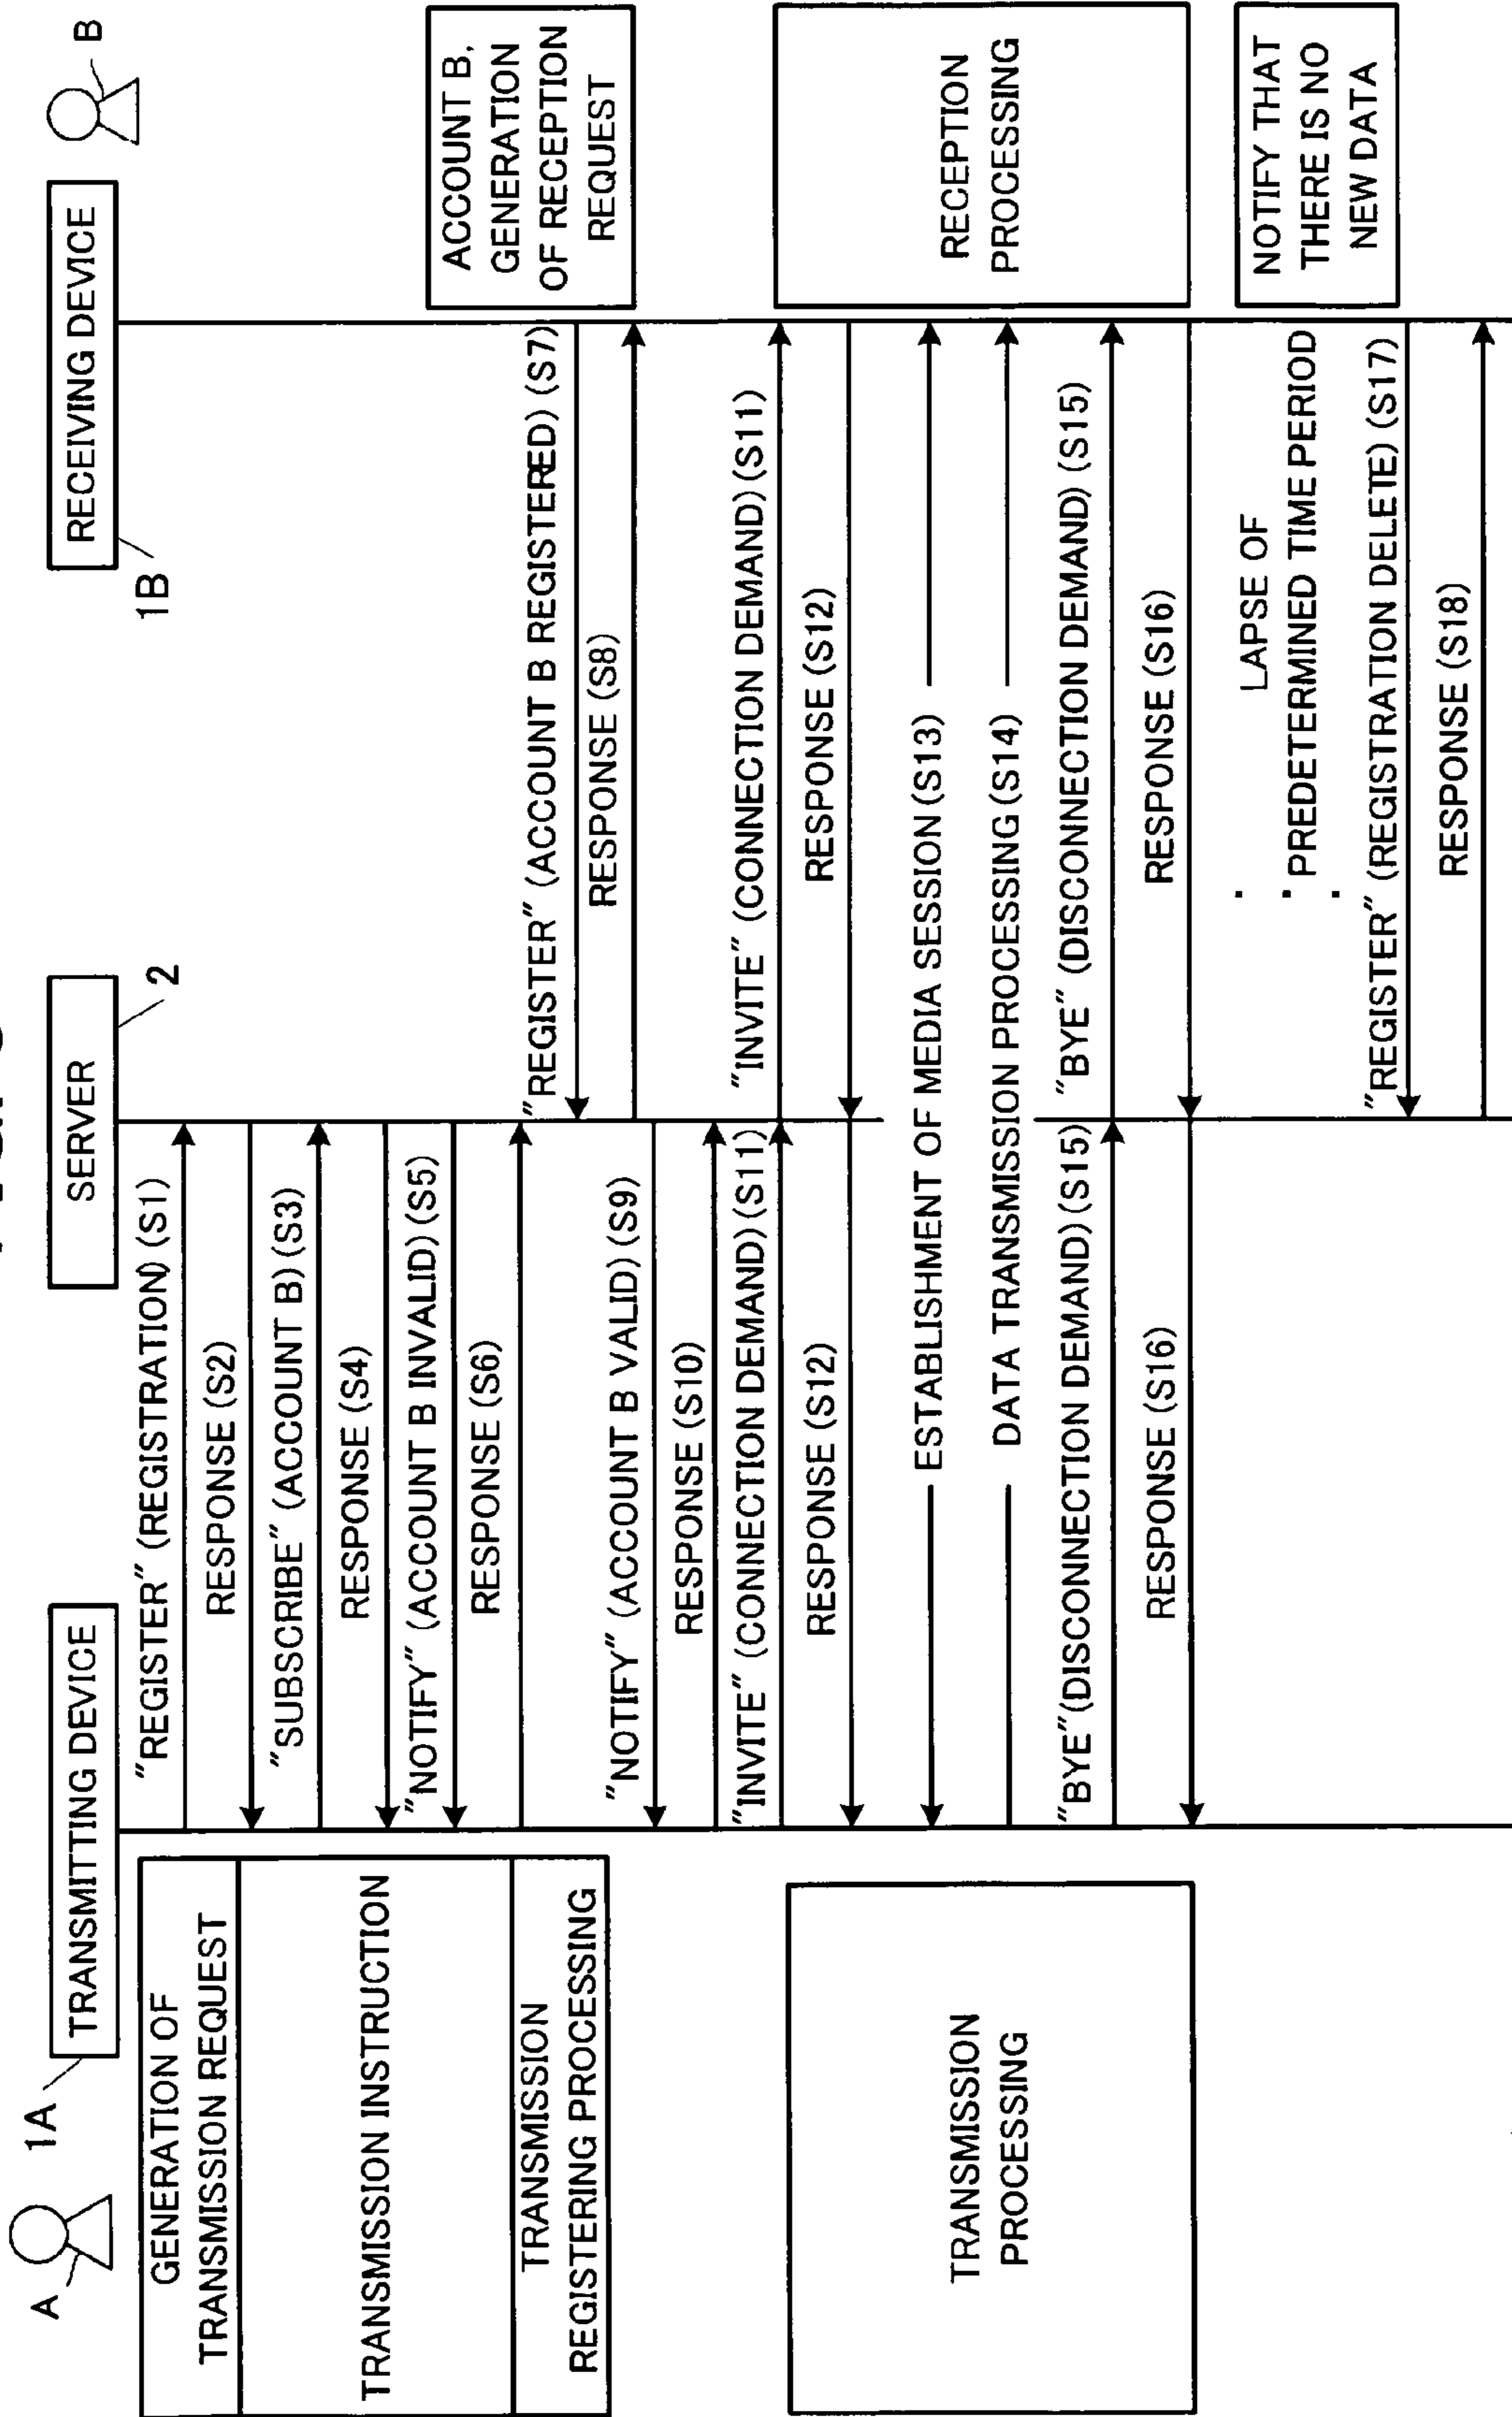 A
1A
TRANSMITTING DEVICE
SERVER
2
RECEIVING DEVICE
1B
B
GENERATION OF
TRANSMISSION REQUEST
TRANSMISSION INSTRUCTION
TRANSMISSION
REGISTERING PROCESSING
TRANSMISSION
PROCESSING
"REGISTER" (REGISTRATION) (S1)
RESPONSE (S2)
"SUBSCRIBE" (ACCOUNT B) (S3)
RESPONSE (S4)
"NOTIFY" (ACCOUNT B INVALID) (S5)
RESPONSE (S6)
"NOTIFY" (ACCOUNT B VALID) (S9)
RESPONSE (S10)
"INVITE" (CONNECTION DEMAND) (S11)
RESPONSE (S12)
ESTABLISHMENT OF MEDIA SESSION (S13)
DATA TRANSMISSION PROCESSING (S14)
"BYE" (DISCONNECTION DEMAND) (S15)
RESPONSE (S16)
"REGISTER" (ACCOUNT B REGISTERED) (S7)
RESPONSE (S8)
"INVITE" (CONNECTION DEMAND) (S11)
RESPONSE (S12)
"BYE" (DISCONNECTION DEMAND) (S15)
RESPONSE (S16)
LAPSE OF
PREDETERMINED TIME PERIOD
"REGISTER" (REGISTRATION DELETE) (S17)
RESPONSE (S18)
ACCOUNT B,
GENERATION
OF RECEPTION
REQUEST
RECEPTION
PROCESSING
NOTIFY THAT
THERE IS NO
NEW DATA